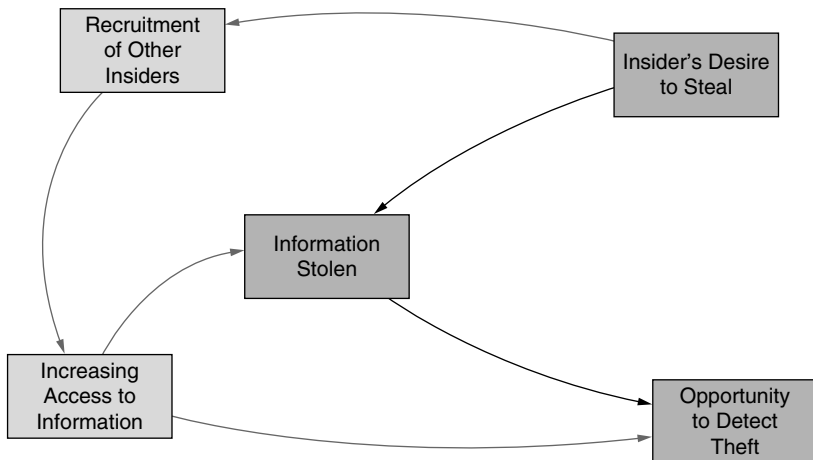 Recruitment
of Other
Insiders
Insider’s Desire
to Steal
Information
Stolen
Increasing
Access to
Information
Opportunity
to Detect
Theft